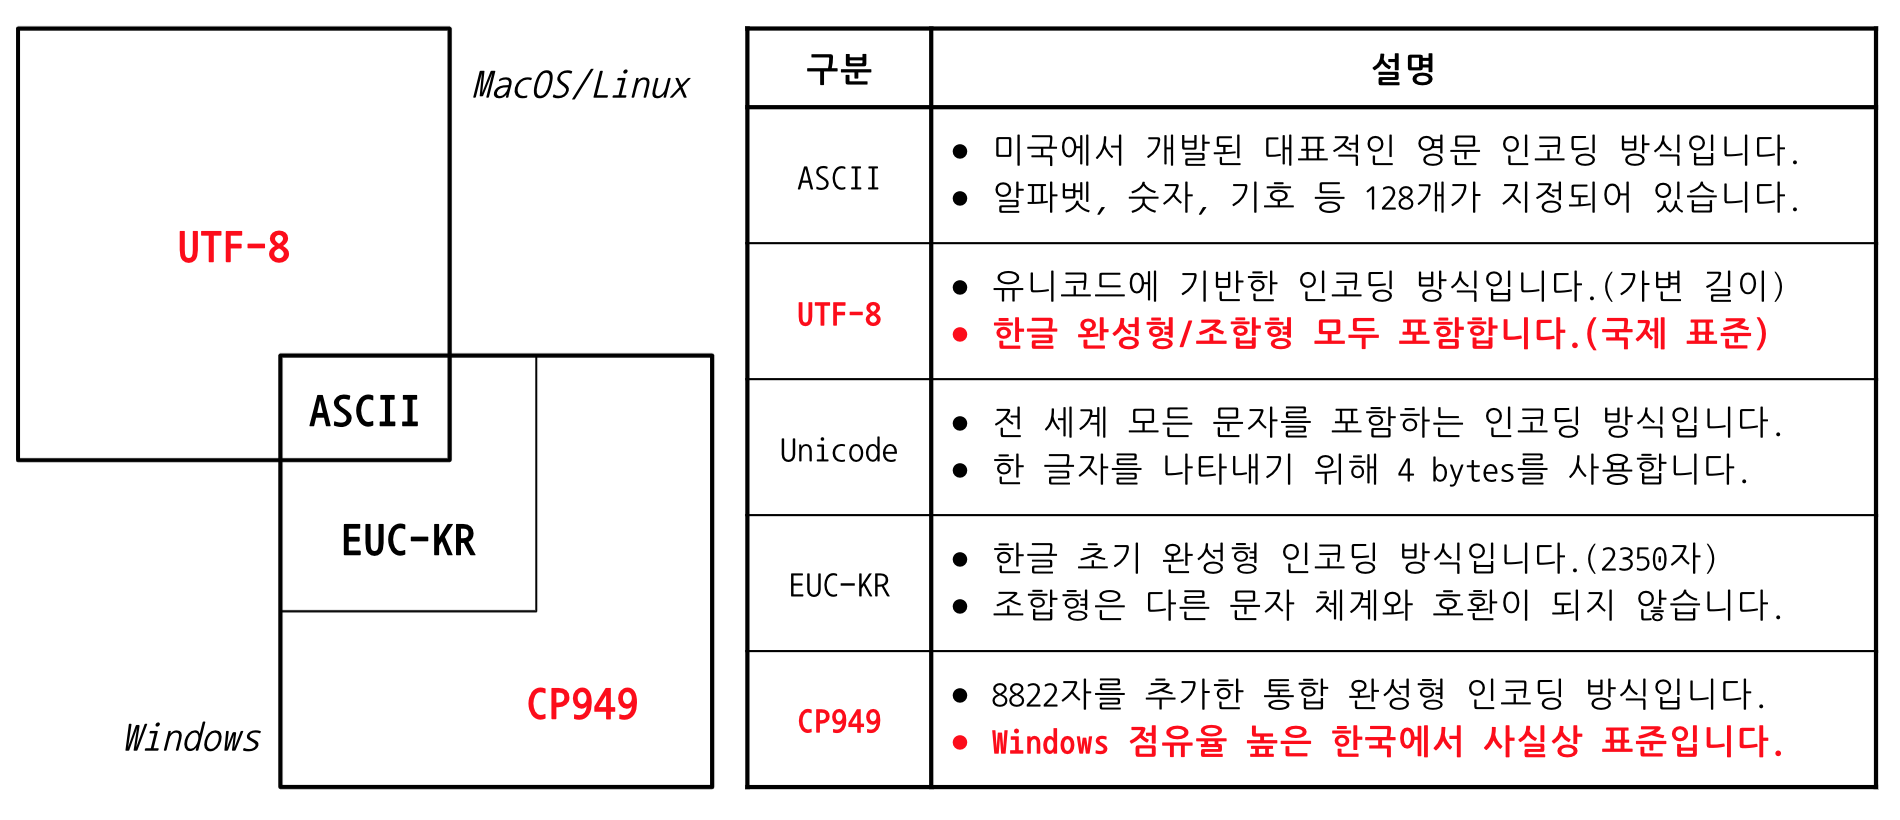 MacOS/Linux
UTF-8
ASCII
EUC-KR
CP949
Windows
구분 설명
ASCII
● 미국에서 개발된 대표적인 영문 인코딩 방식입니다.
● 알파벳, 숫자, 기호 등 128개가 지정되어 있습니다.
UTF-8
● 유니코드에 기반한 인코딩 방식입니다.(가변 길이)
● 한글 완성형/조합형 모두 포함합니다.(국제 표준)
Unicode
● 전 세계 모든 문자를 포함하는 인코딩 방식입니다.
● 한 글자를 나타내기 위해 4 bytes를 사용합니다.
EUC-KR
● 한글 초기 완성형 인코딩 방식입니다.(2350자)
● 조합형은 다른 문자 체계와 호환이 되지 않습니다.
CP949
● 8822자를 추가한 통합 완성형 인코딩 방식입니다.
● Windows 점유율 높은 한국에서 사실상 표준입니다.